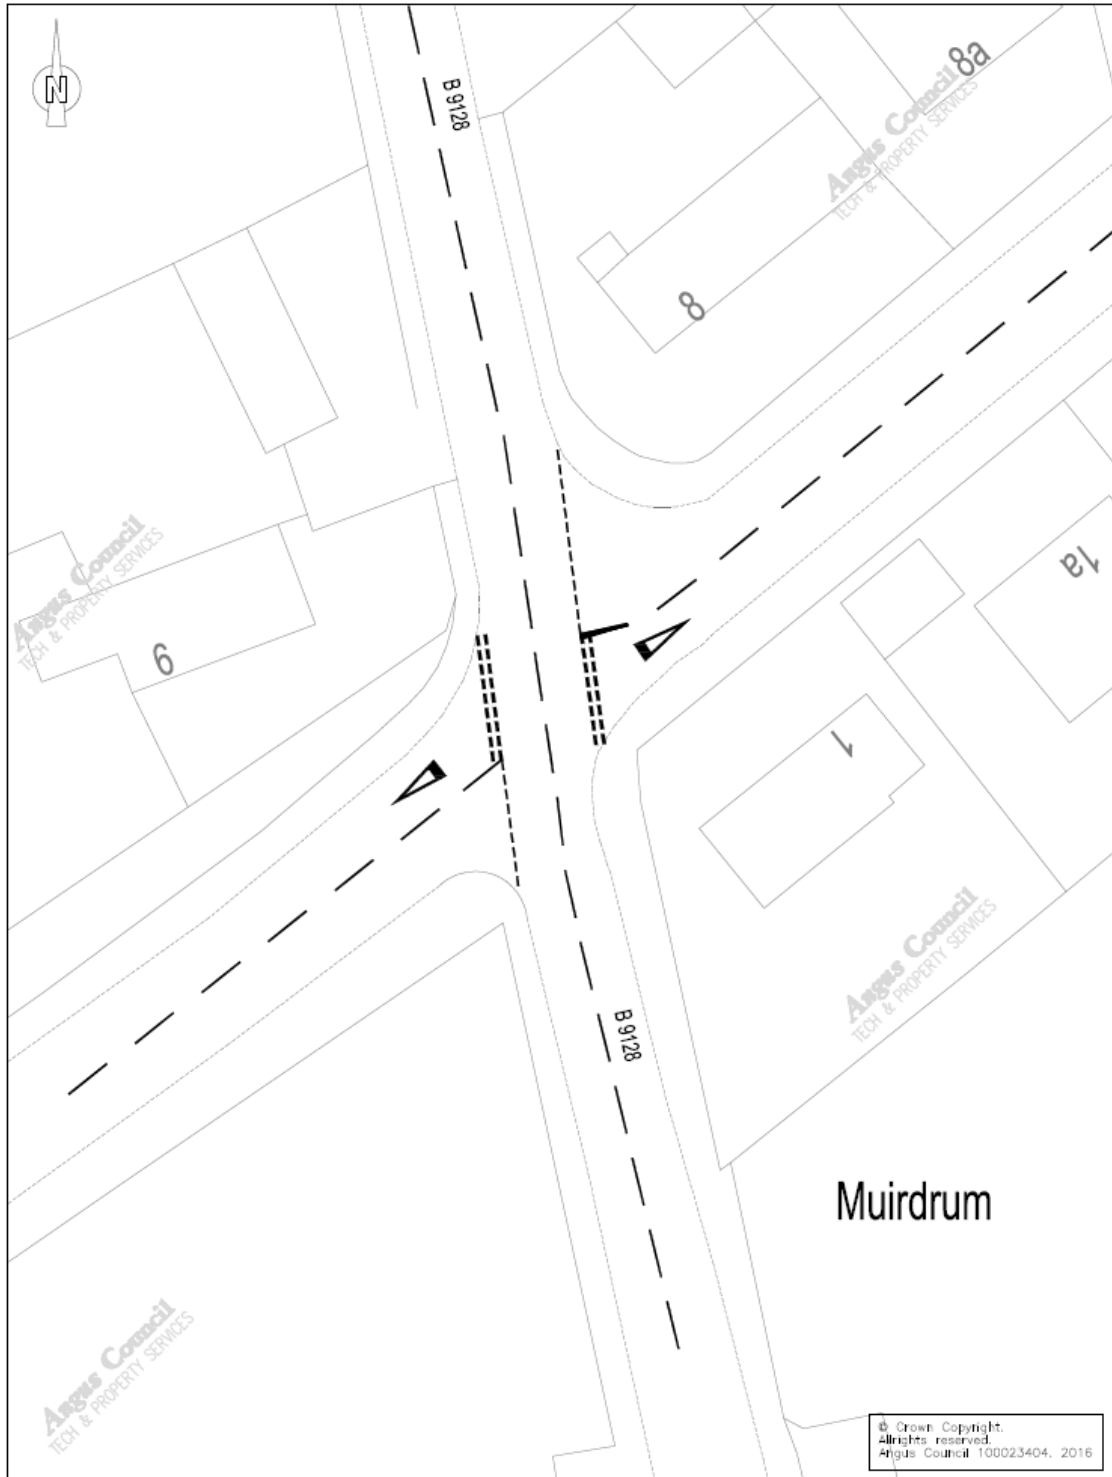 N
B 9128
8a
Angus Council
TECH & PROPERTY SERVICES
8
Angus Council
TECH & PROPERTY SERVICES
1a
9
1
Angus Council
TECH & PROPERTY SERVICES
B 9128
Muirdrum
Angus Council
TECH & PROPERTY SERVICES
© Crown Copyright.
Allrights reserved.
Angus Council 100023404. 2016